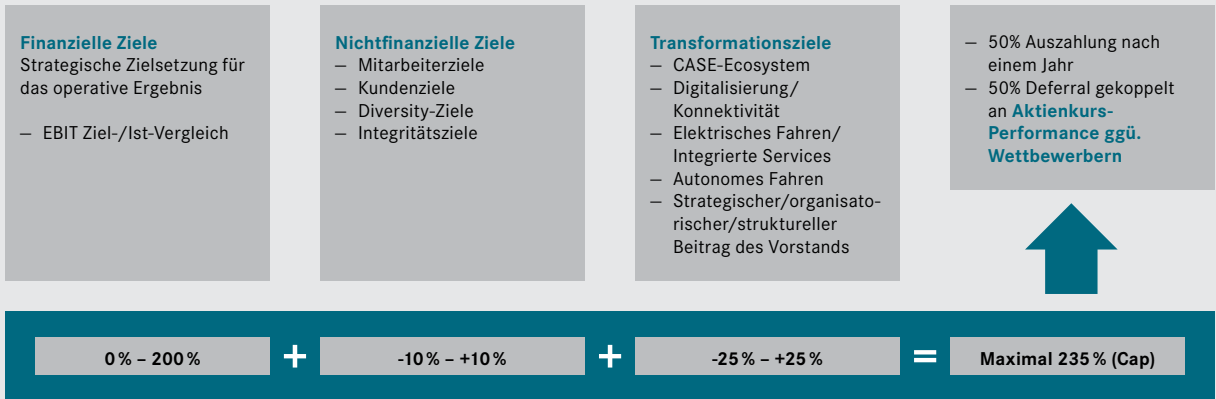 Finanzielle Ziele
Strategische Zielsetzung für
das operative Ergebnis
— EBIT Ziel-/Ist-Vergleich
Nichtfinanzielle Ziele
— Mitarbeiterziele
— Kundenziele
— Diversity-Ziele
— Integritätsziele
Transformationsziele
— CASE-Ecosystem
— Digitalisierung/
Konnektivität
— Elektrisches Fahren/
Integrierte Services
— Autonomes Fahren
— Strategischer/organisato-
rischer/struktureller
Beitrag des Vorstands
— 50% Auszahlung nach
einem Jahr
— 50% Deferral gekoppelt
an Aktienkurs-
Performance ggü.
Wettbewerbern
0 % – 200 % + -10 % – +10 % + -25 % – +25 % = Maximal 235 % (Cap)